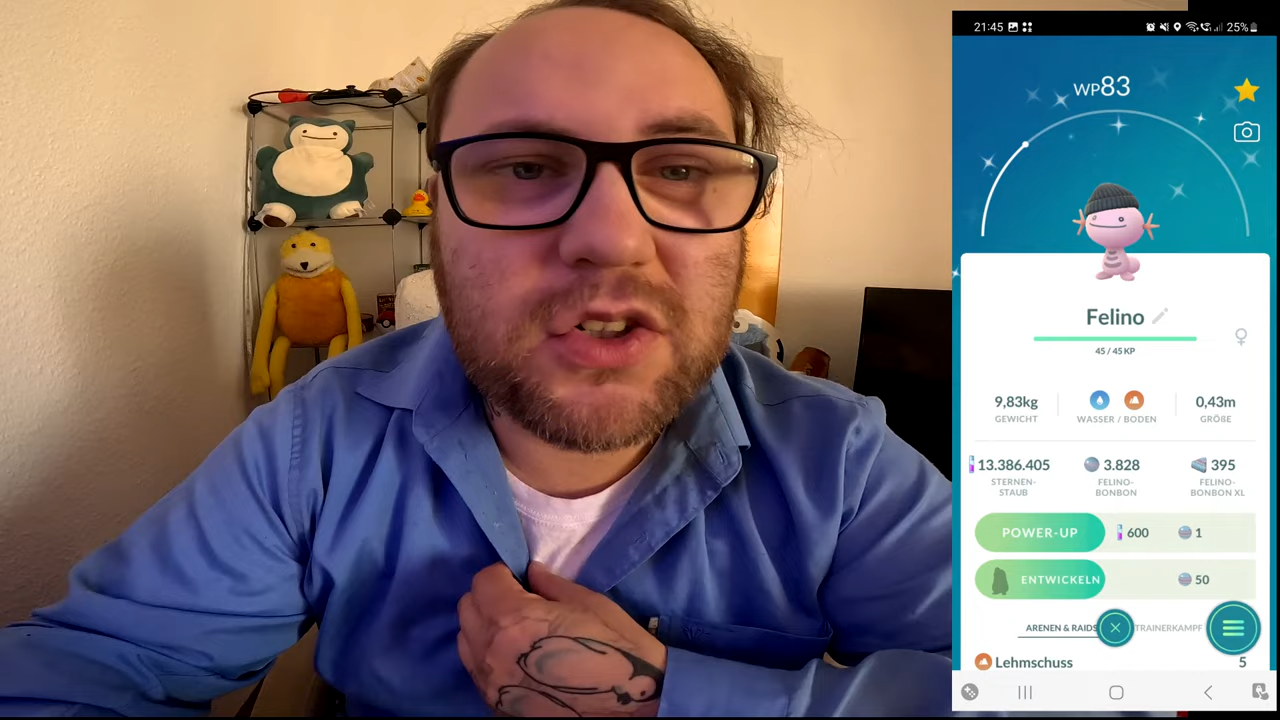 21:45 25%
WP83
Felino
45 / 45 KP
9,83kg 0,43m
GEWICHT WASSER / BODEN GRÖßE
13.386.405 3.828 395
STERNEN- FELINO- FELINO-
STAUB BONBON BONBON XL
POWER-UP 600 1
ENTWICKELN 50
ARENEN & RAIDS TRAINERKAMPF
Lehmschuss 5